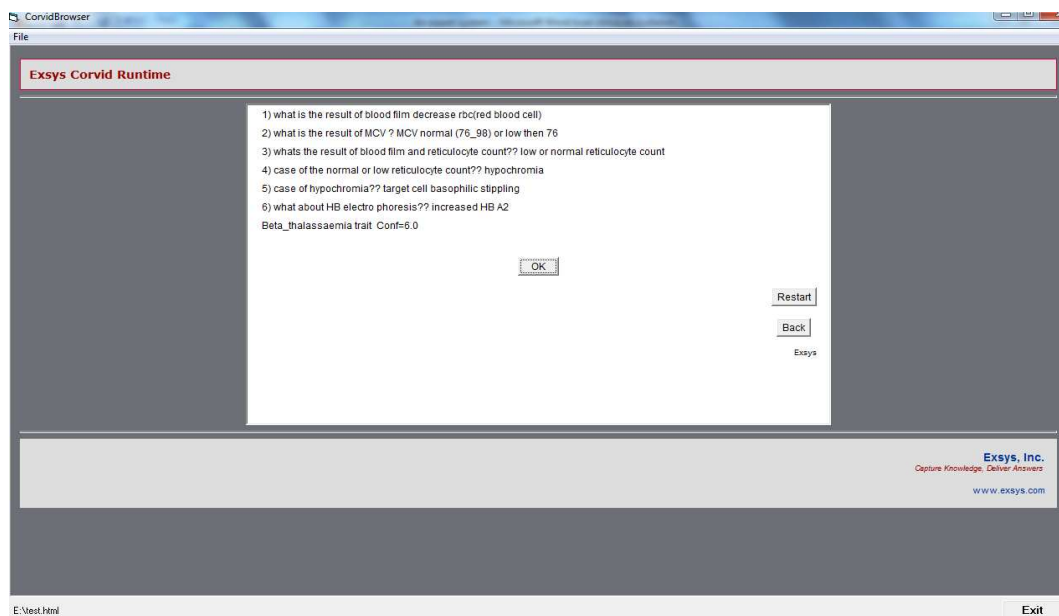 CorvidBrowser
File
Exsys Corvid Runtime
1) what is the result of blood film decrease rbc(red blood cell)
2) what is the result of MCV ? MCV normal (76_98) or low then 76
3) whats the result of blood film and reticulocyte count?? low or normal reticulocyte count
4) case of the normal or low reticulocyte count?? hypochromia
5) case of hypochromia?? target cell basophilic stippling
6) what about HB electro phoresis?? increased HB A2
Beta_thalassaemia trait Conf=6.0
OK
Restart
Back
Exsys
Exsys, Inc.
Capture Knowledge, Deliver Answers
www.exsys.com
E:\test.html
Exit